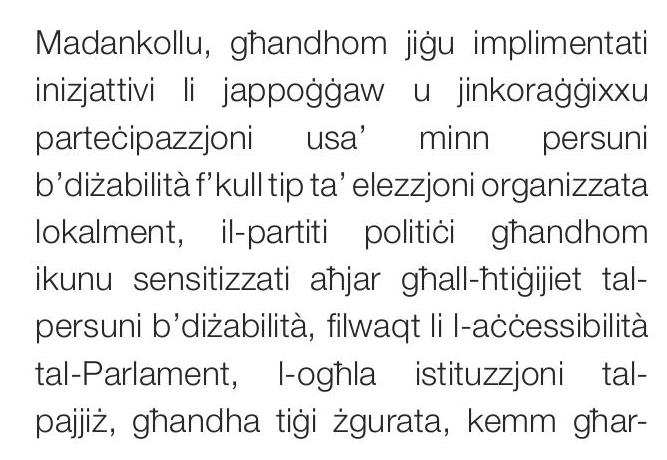 Madankollu, għandhom jiġu implimentati
inizjattivi li jappoġġaw u jinkoraġġixxu
parteċipazzjoni usa’ minn persuni
b’diżabilità f’kull tip ta’ elezzjoni organizzata
lokalment, il-partiti politiċi għandhom
ikunu sensitizzati aħjar għall-ħtiġijiet tal-
persuni b’diżabilità, filwaqt li l-aċċessibilità
tal-Parlament, l-ogħla istituzzjoni tal-
pajjiż, għandha tiġi żgurata, kemm għar-